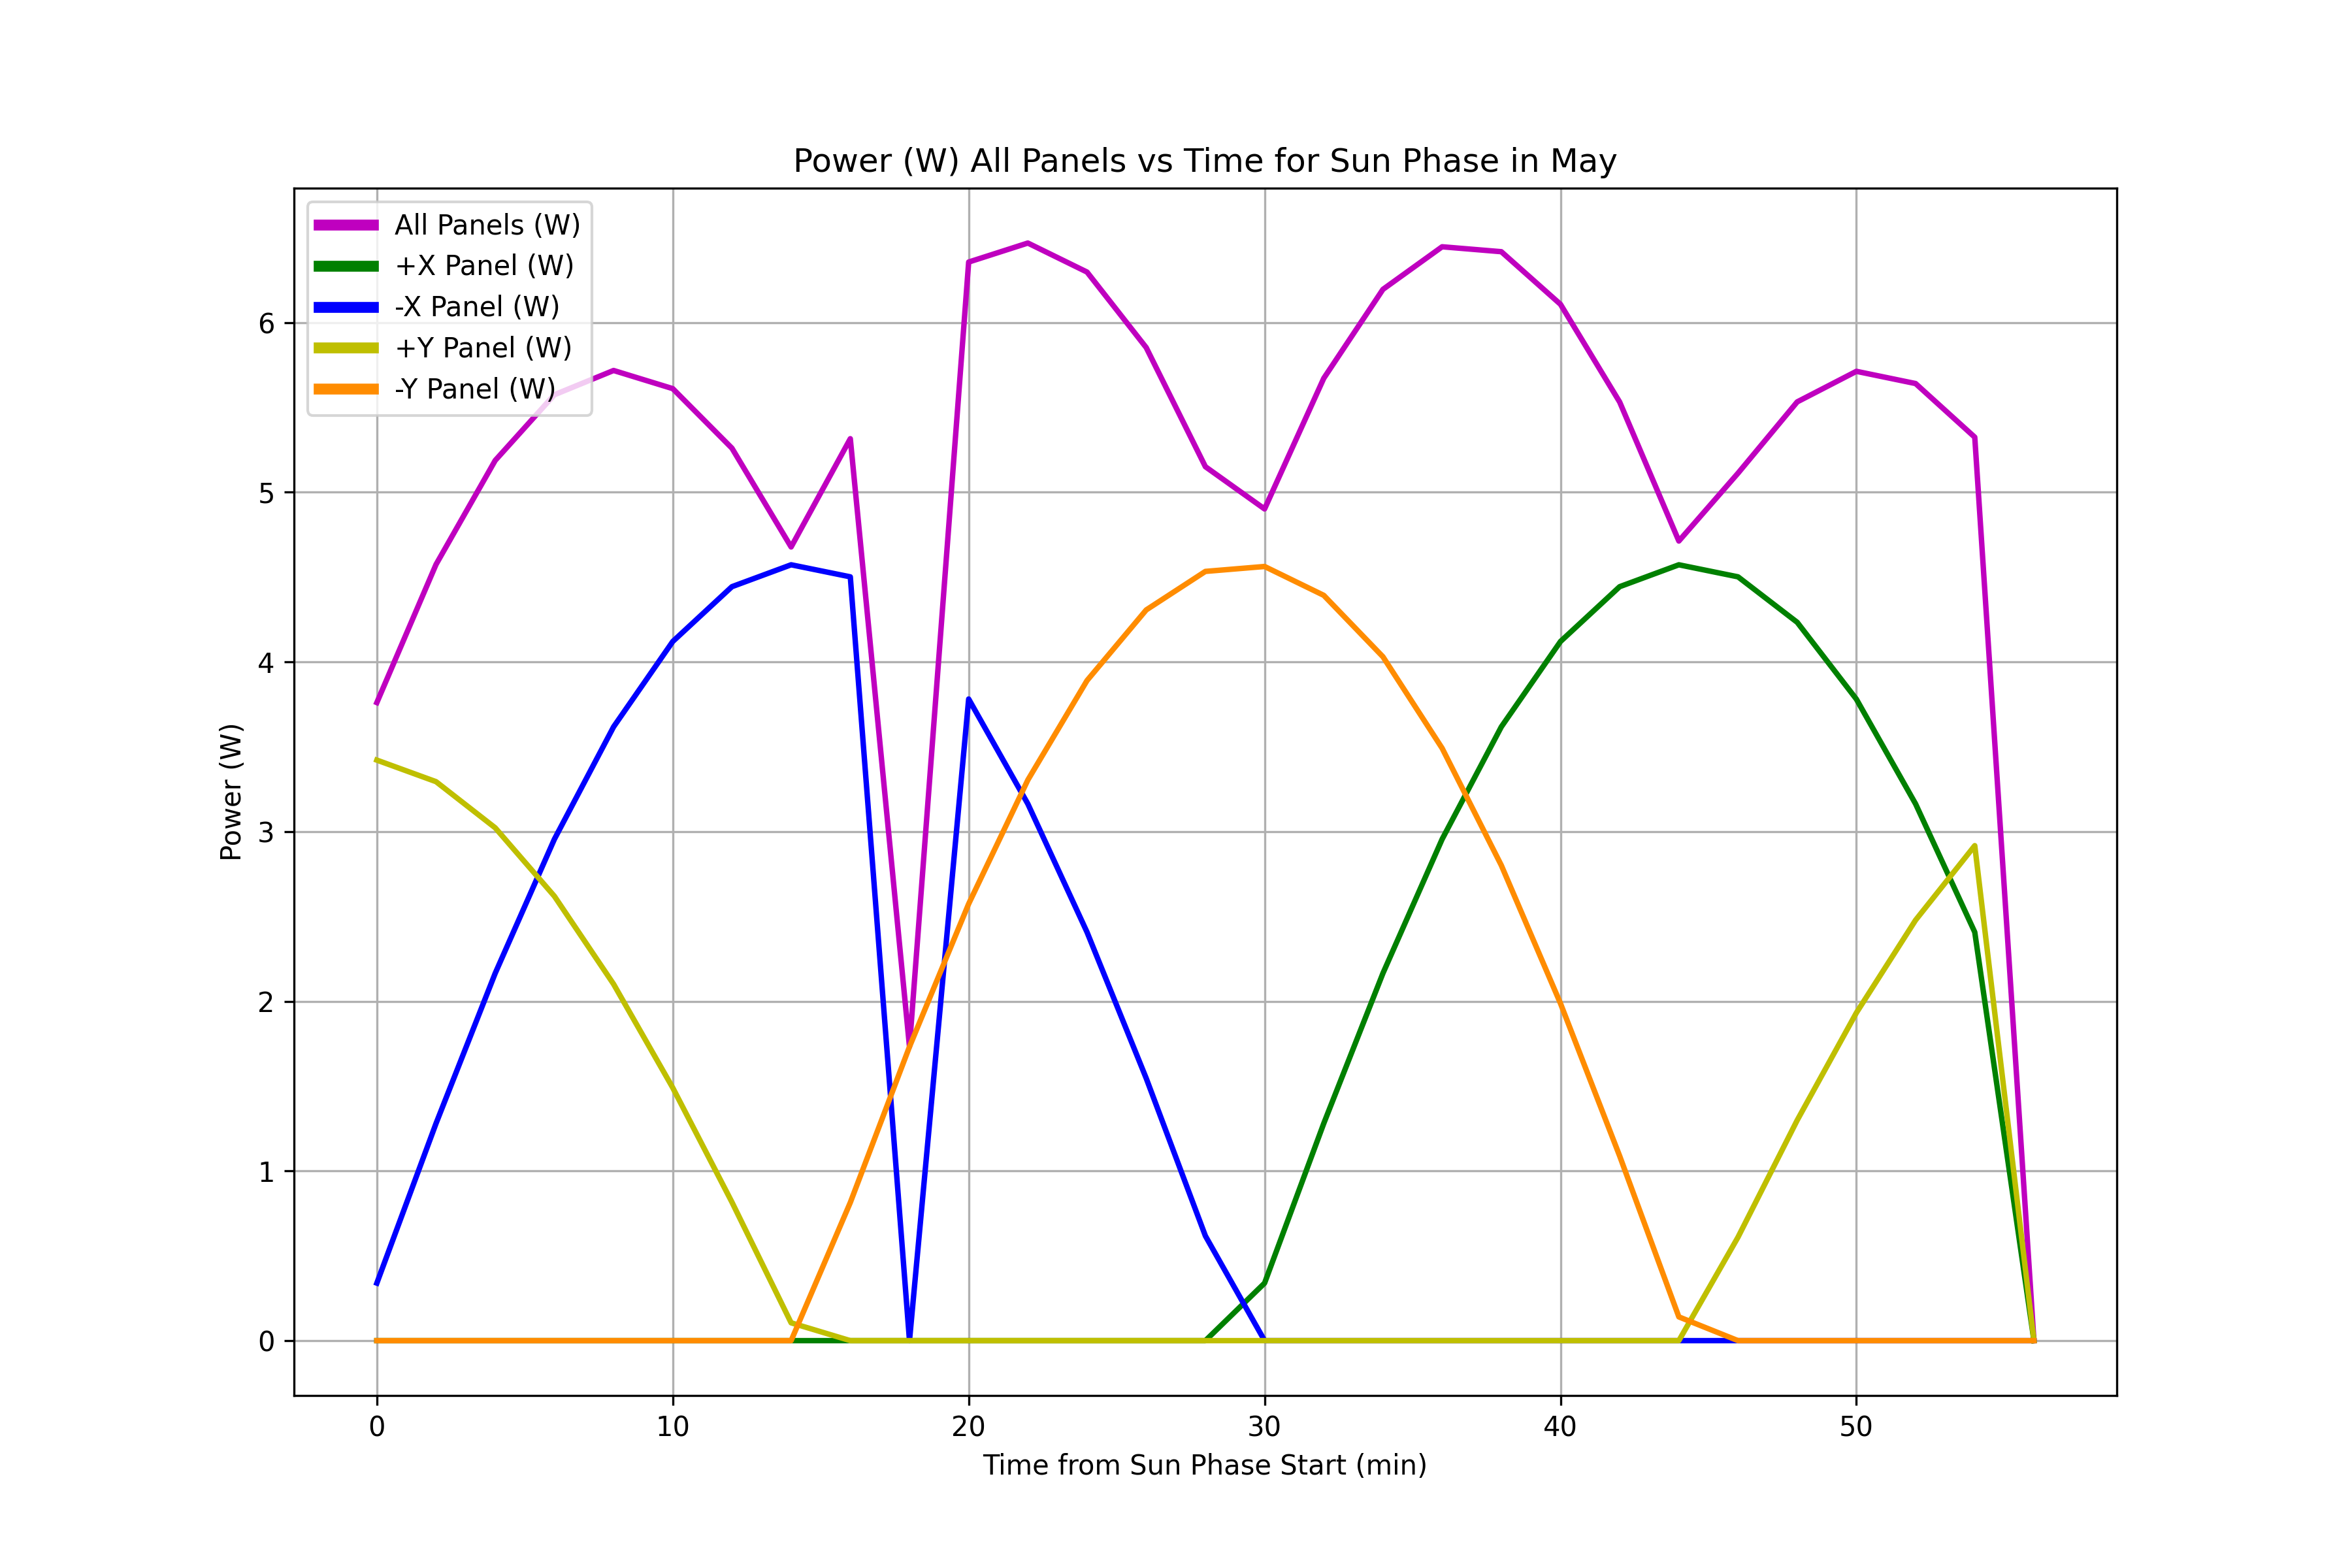 Power (W) All Panels vs Time for Sun Phase in May
All Panels (W)
+X Panel (W)
-X Panel (W)
+Y Panel (W)
-Y Panel (W)
6
5
4
3
2
1
0
Power (W)
0 10 20 30 40 50
Time from Sun Phase Start (min)